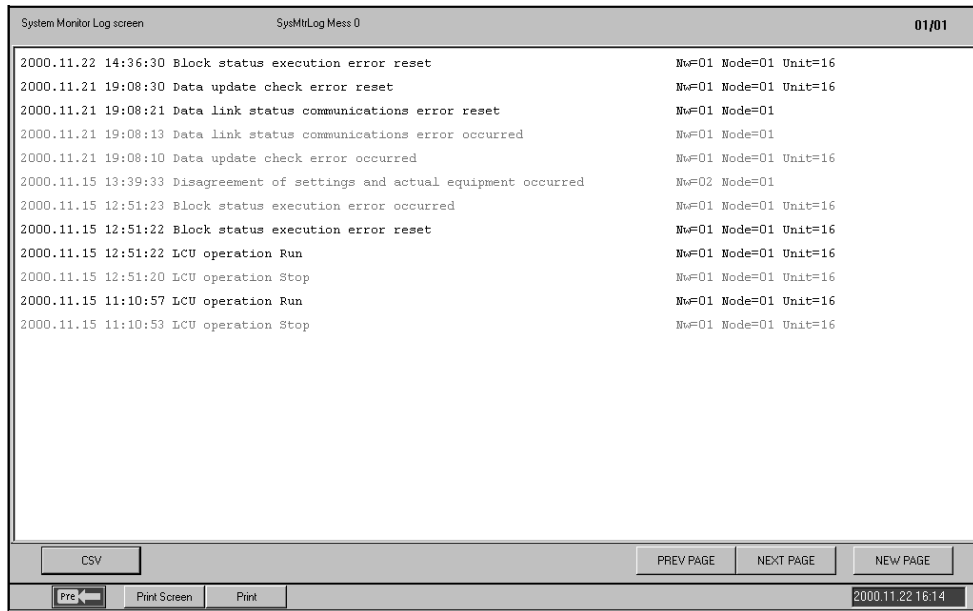 System Monitor Log screen SysMtrLog Mess 0 01/01
2000.11.22 14:36:30 Block status execution error reset Nw=01 Node=01 Unit=16
2000.11.21 19:08:30 Data update check error reset Nw=01 Node=01 Unit=16
2000.11.21 19:08:21 Data link status communications error reset Nw=01 Node=01
2000.11.21 19:08:13 Data link status communications error occurred Nw=01 Node=01
2000.11.21 19:08:10 Data update check error occurred Nw=01 Node=01 Unit=16
2000.11.15 13:39:33 Disagreement of settings and actual equipment occurred Nw=02 Node=01
2000.11.15 12:51:23 Block status execution error occurred Nw=01 Node=01 Unit=16
2000.11.15 12:51:22 Block status execution error reset Nw=01 Node=01 Unit=16
2000.11.15 12:51:22 LCU operation Run Nw=01 Node=01 Unit=16
2000.11.15 12:51:20 LCU operation Stop Nw=01 Node=01 Unit=16
2000.11.15 11:10:57 LCU operation Run Nw=01 Node=01 Unit=16
2000.11.15 11:10:53 LCU operation Stop Nw=01 Node=01 Unit=16
CSV PREV PAGE NEXT PAGE NEW PAGE
Pre Print Screen Print 2000.11.22 16:14